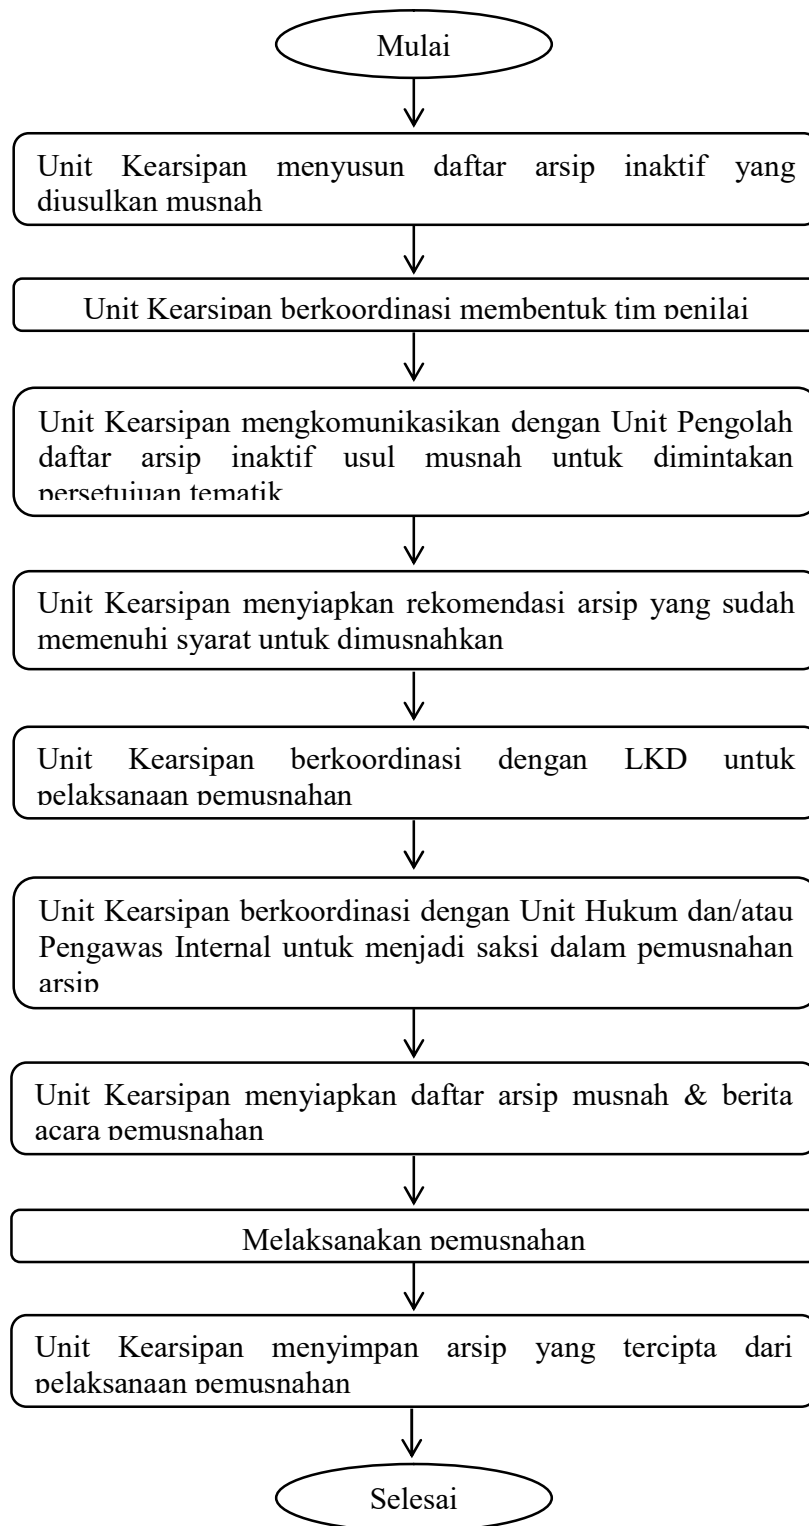 Mulai
Unit Kearsipan menyusun daftar arsip inaktif yang
diusulkan musnah
Unit Kearsipan berkoordinasi membentuk tim penilai
Unit Kearsipan mengkomunikasikan dengan Unit Pengolah
daftar arsip inaktif usul musnah untuk dimintakan
persetujuan tematik
Unit Kearsipan menyiapkan rekomendasi arsip yang sudah
memenuhi syarat untuk dimusnahkan
Unit Kearsipan berkoordinasi dengan LKD untuk
pelaksanaan pemusnahan
Unit Kearsipan berkoordinasi dengan Unit Hukum dan/atau
Pengawas Internal untuk menjadi saksi dalam pemusnahan
arsip
Unit Kearsipan menyiapkan daftar arsip musnah & berita
acara pemusnahan
Melaksanakan pemusnahan
Unit Kearsipan menyimpan arsip yang tercipta dari
pelaksanaan pemusnahan
Selesai